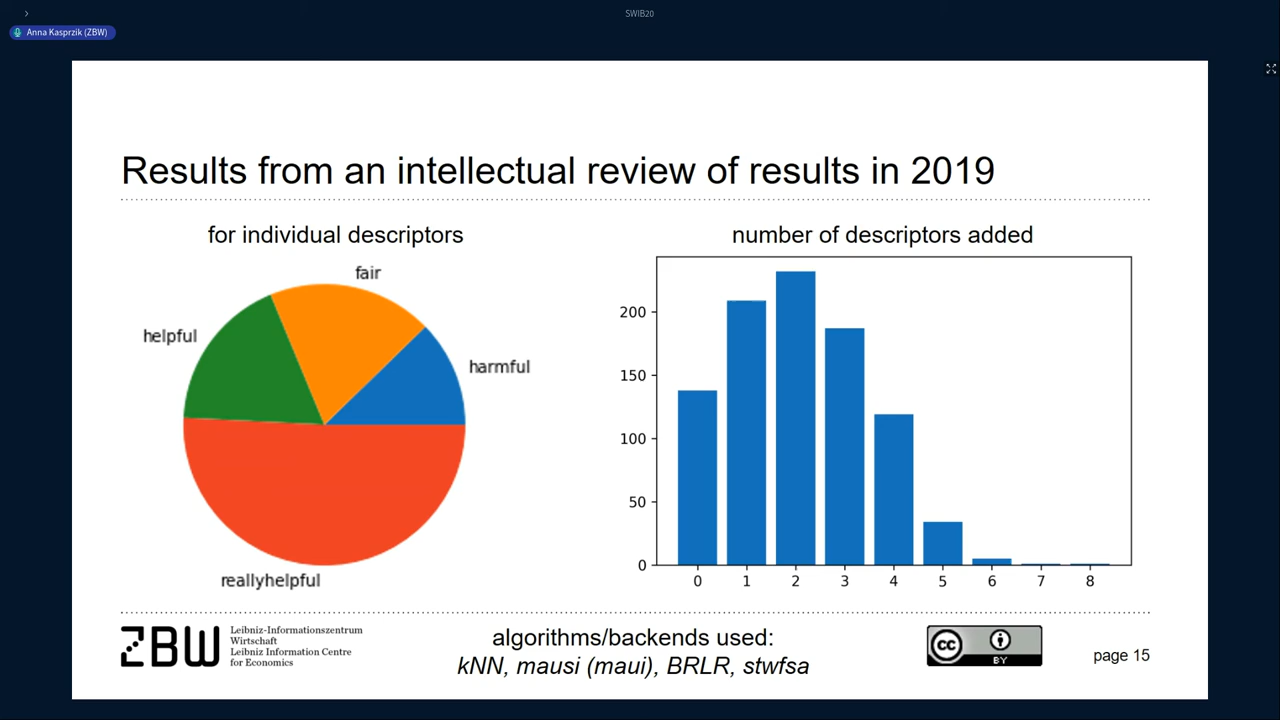 SWIB20
Anna Kasprzik (ZBW)
Results from an intellectual review of results in 2019
for individual descriptors
number of descriptors added
fair
helpful
harmful
reallyhelpful
200
150
100
50
0
0 1 2 3 4 5 6 7 8
ZBW
Leibniz-Informationszentrum
Wirtschaft
Leibniz Information Centre
for Economics
algorithms/backends used:
kNN, mausi (maui), BRLR, stwfsa
CC
BY
page 15